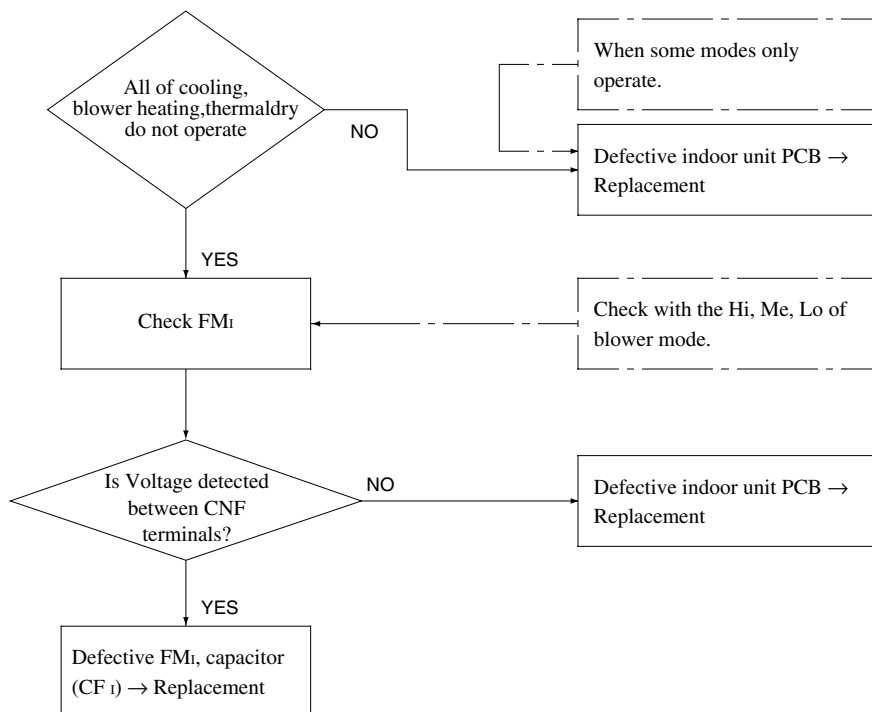 All of cooling,
blower heating,thermaldry
do not operate
NO
When some modes only
operate.
Defective indoor unit PCB →
Replacement
YES
Check FMI
Check with the Hi, Me, Lo of
blower mode.
Is Voltage detected
between CNF
terminals?
NO
Defective indoor unit PCB →
Replacement
YES
Defective FMI, capacitor
(CF I) → Replacement